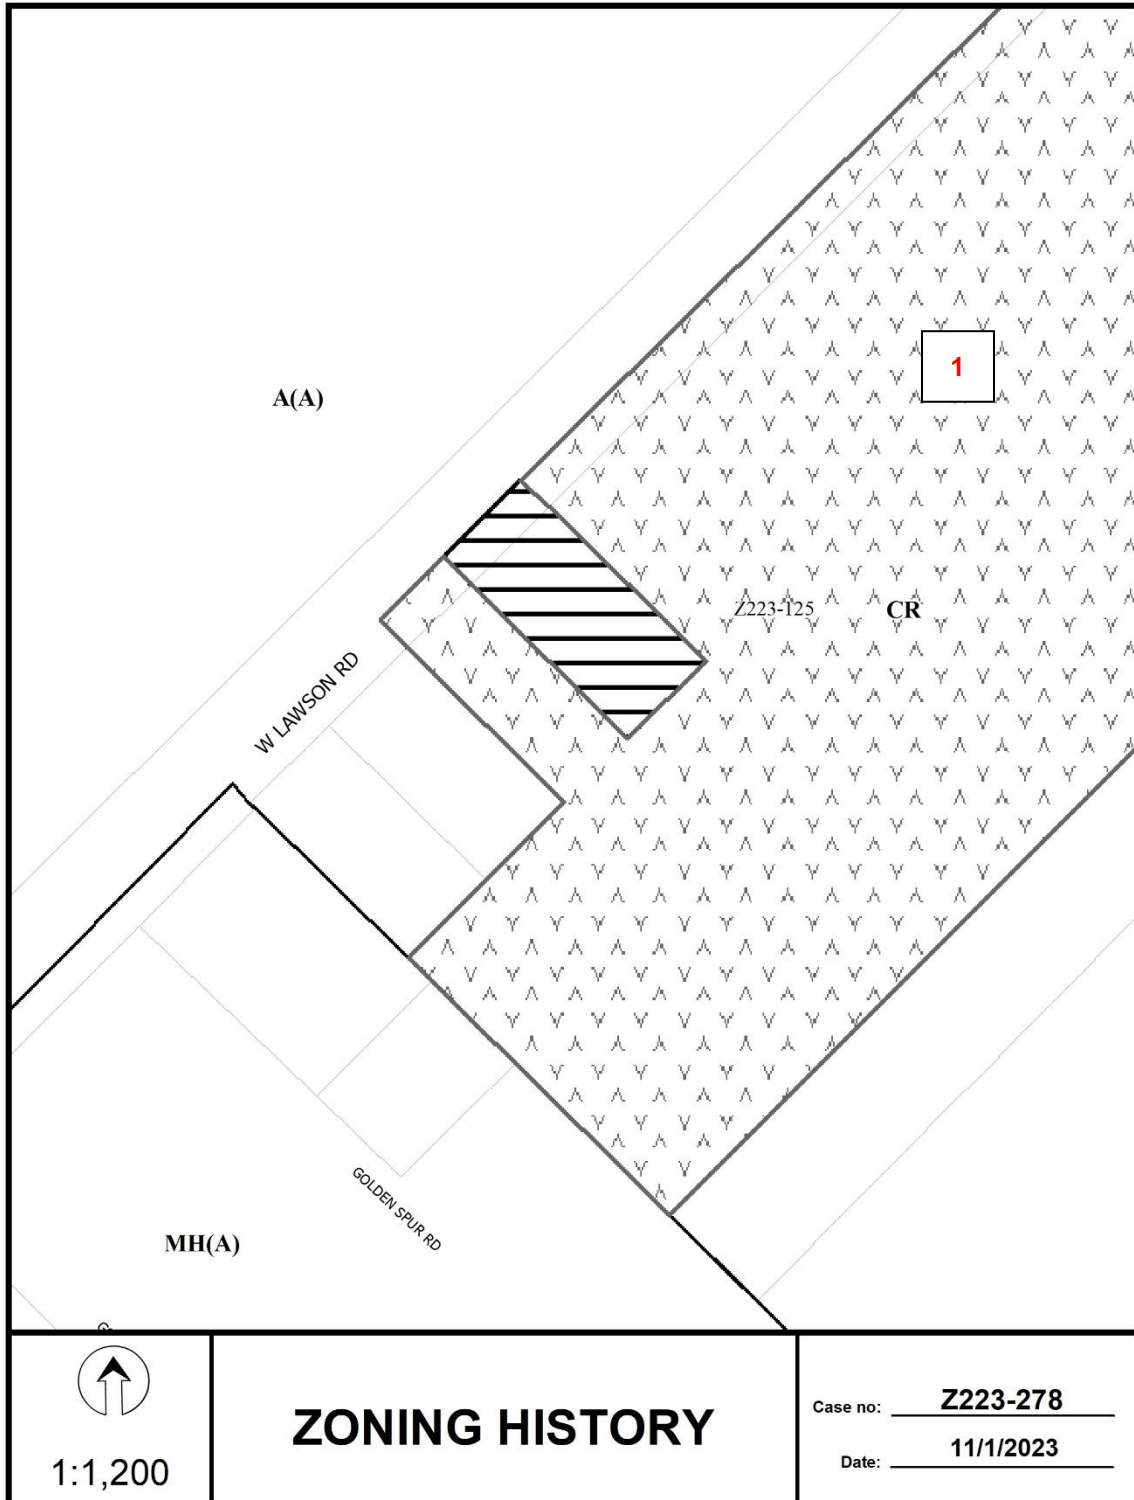 1
A(A)
Z223-125
CR
W LAWSON RD
GOLDEN SPUR RD
MH(A)
1:1,200
ZONING HISTORY
Case no: Z223-278
Date: 11/1/2023